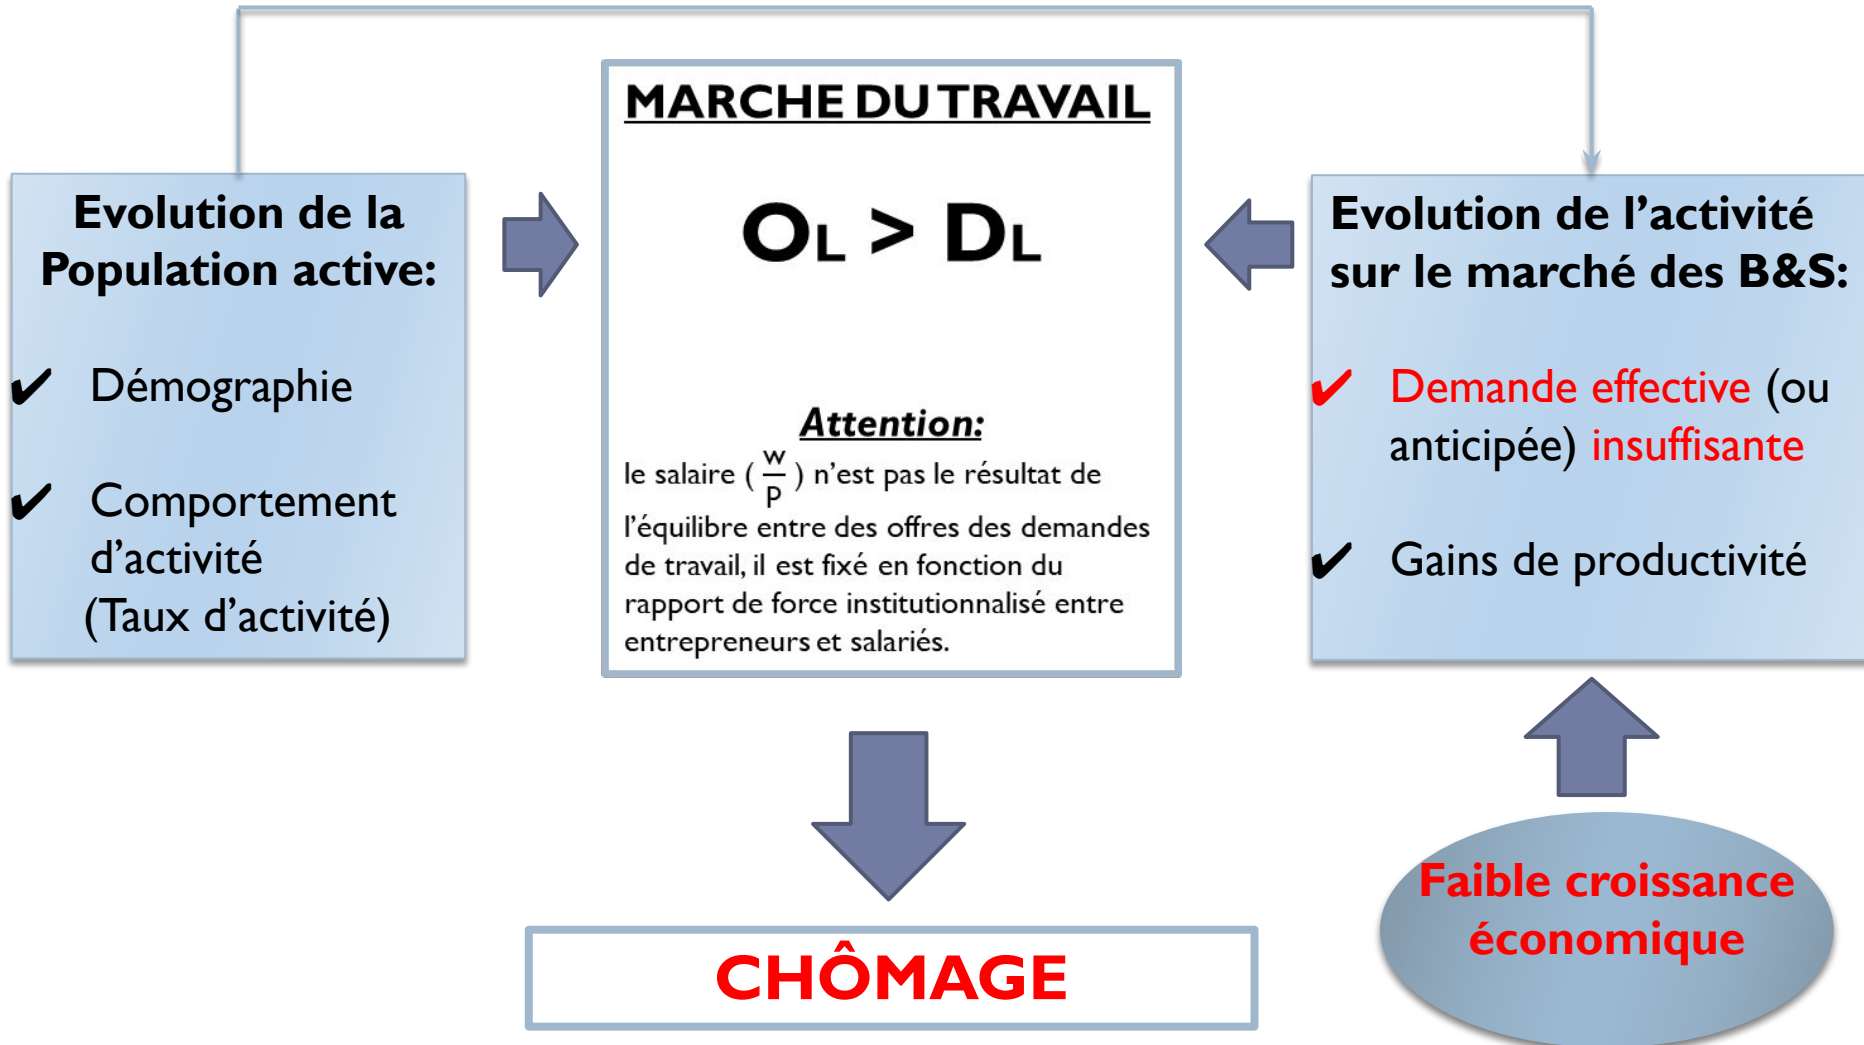 MARCHE DU TRAVAIL
OL > DL
Attention:
le salaire ( w/p ) n'est pas le résultat de
l'équilibre entre des offres des demandes
de travail, il est fixé en fonction du
rapport de force institutionnalisé entre
entrepreneurs et salariés.
Evolution de la
Population active:
✔ Démographie
✔ Comportement
d'activité
(Taux d'activité)
Evolution de l'activité
sur le marché des B&S:
✔ Demande effective (ou
anticipée) insuffisante
✔ Gains de productivité
Faible croissance
économique
CHÔMAGE